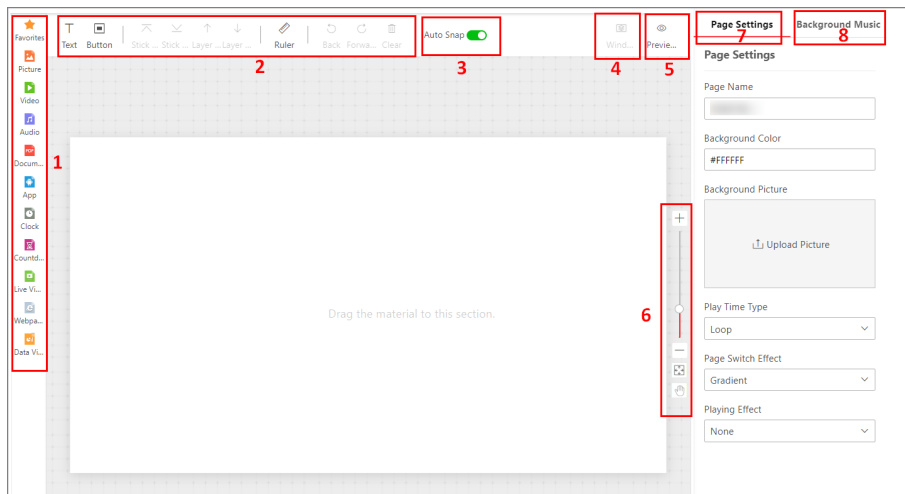 Favorites
Picture
Video
Audio
PDF
Docum...
App
Clock
Countd...
Live Vi...
Webpa...
Data Vi...
1
Text Button Stick ... Stick ... Layer ... Layer ... Ruler Back Forwa... Clear
2
Auto Snap
3
Wind...
4
Previe...
5
Page Settings
7
Background Music
8
Drag the material to this section.
6
Page Settings
Page Name
Background Color
#FFFFFF
Background Picture
Upload Picture
Play Time Type
Loop
Page Switch Effect
Gradient
Playing Effect
None